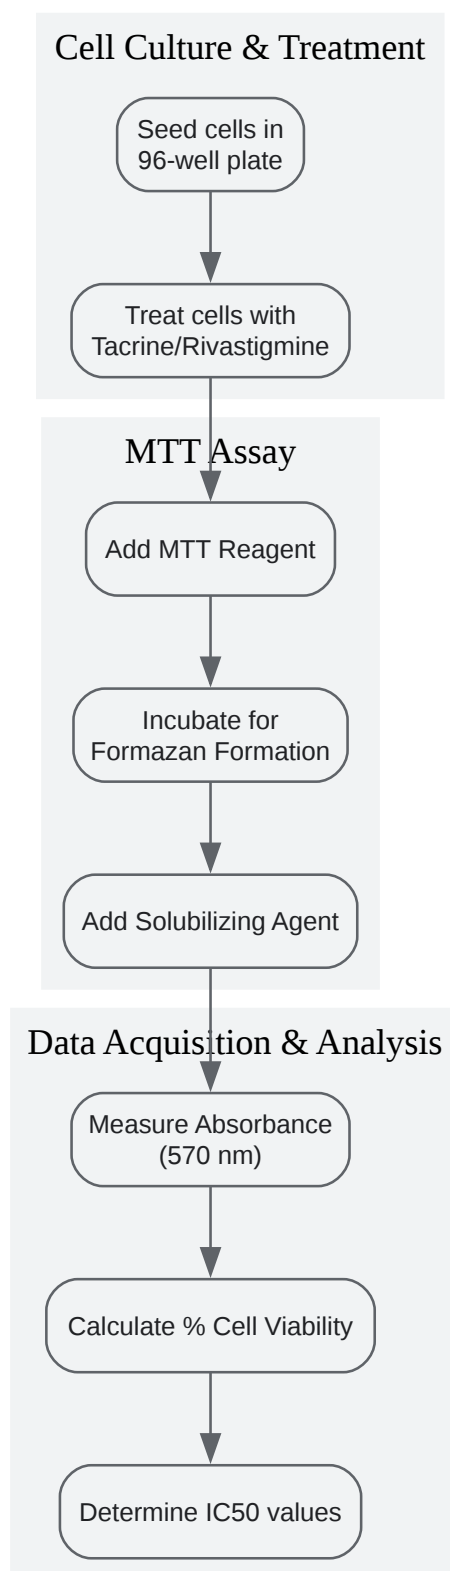 Cell Culture & Treatment
Seed cells in
96-well plate
Treat cells with
Tacrine/Rivastigmine
MTT Assay
Add MTT Reagent
Incubate for
Formazan Formation
Add Solubilizing Agent
Data Acquisition & Analysis
Measure Absorbance
(570 nm)
Calculate % Cell Viability
Determine IC50 values